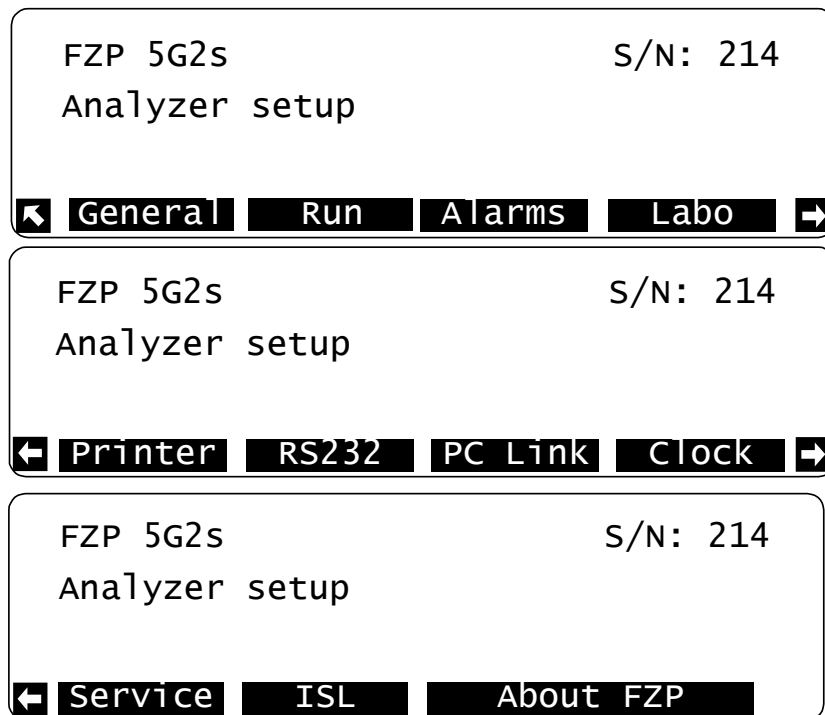 FZP 5G2s S/N: 214
Analyzer setup
General Run Alarms Labo
FZP 5G2s S/N: 214
Analyzer setup
Printer RS232 PC Link Clock
FZP 5G2s S/N: 214
Analyzer setup
Service ISL About FZP